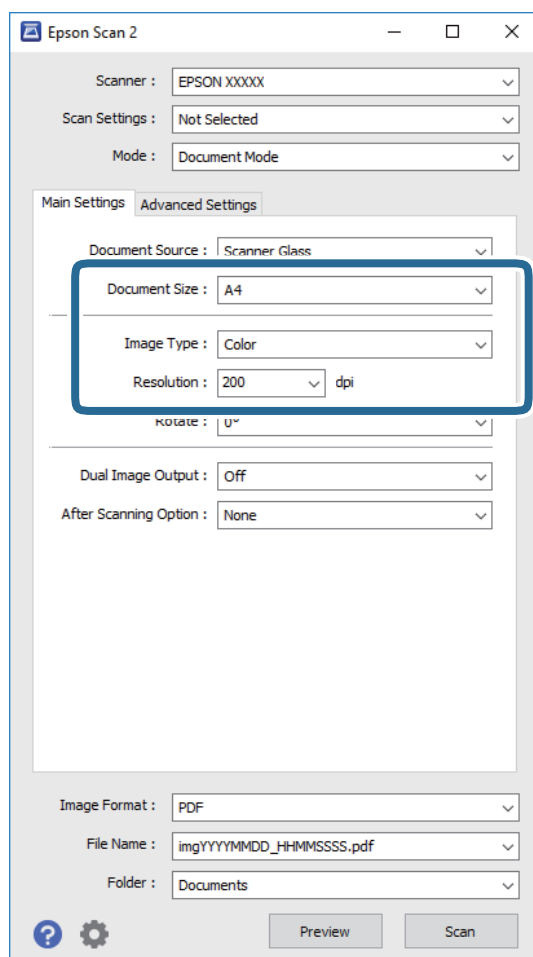 Epson Scan 2
Scanner : EPSON XXXXX
Scan Settings : Not Selected
Mode : Document Mode
Main Settings Advanced Settings
Document Source : Scanner Glass
Document Size : A4
Image Type : Color
Resolution : 200 dpi
Rotate : 0°
Dual Image Output : Off
After Scanning Option : None
Image Format : PDF
File Name : imgYYYYMMDD_HHMMSSSS.pdf
Folder : Documents
? Preview Scan